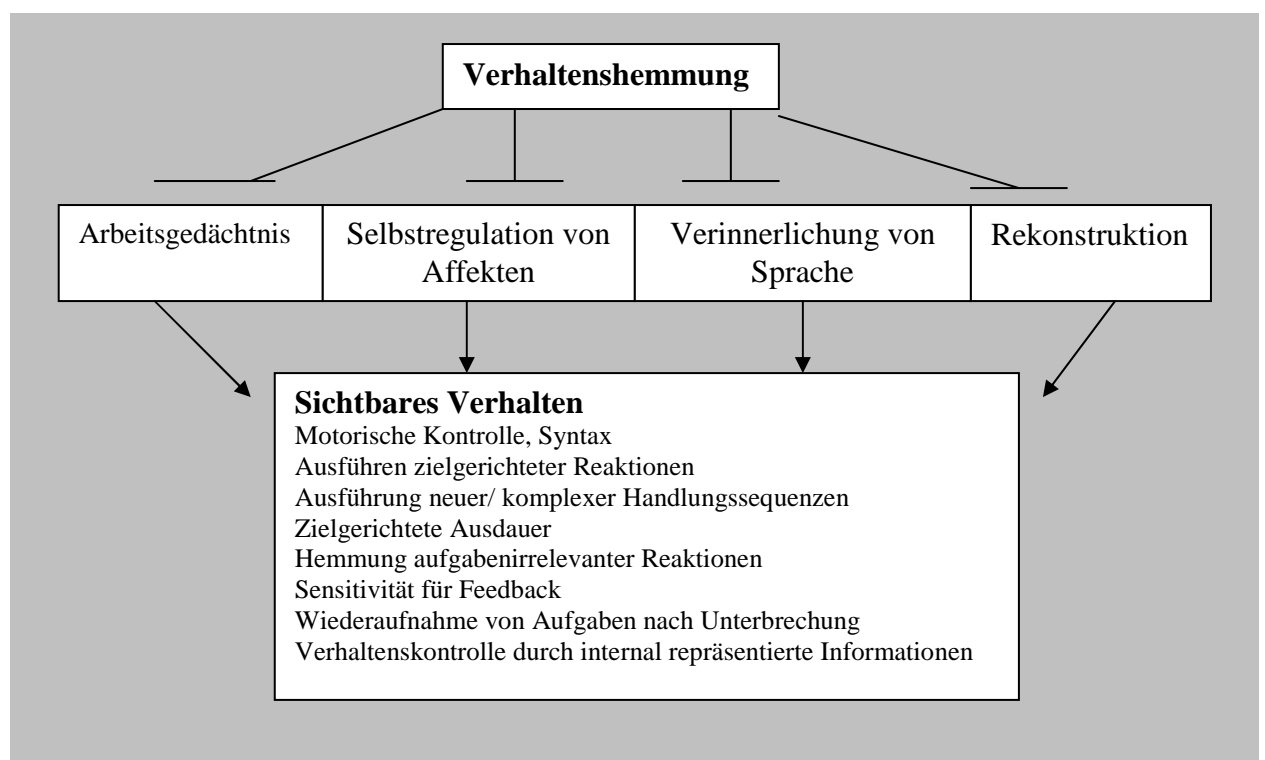 Verhaltenshemmung
Arbeitsgedächtnis
Selbstregulation von
Affekten
Verinnerlichung von
Sprache
Rekonstruktion
Sichtbares Verhalten
Motorische Kontrolle, Syntax
Ausführen zielgerichteter Reaktionen
Ausführung neuer/ komplexer Handlungssequenzen
Zielgerichtete Ausdauer
Hemmung aufgabenirrelevanter Reaktionen
Sensitivität für Feedback
Wiederaufnahme von Aufgaben nach Unterbrechung
Verhaltenskontrolle durch internal repräsentierte Informationen